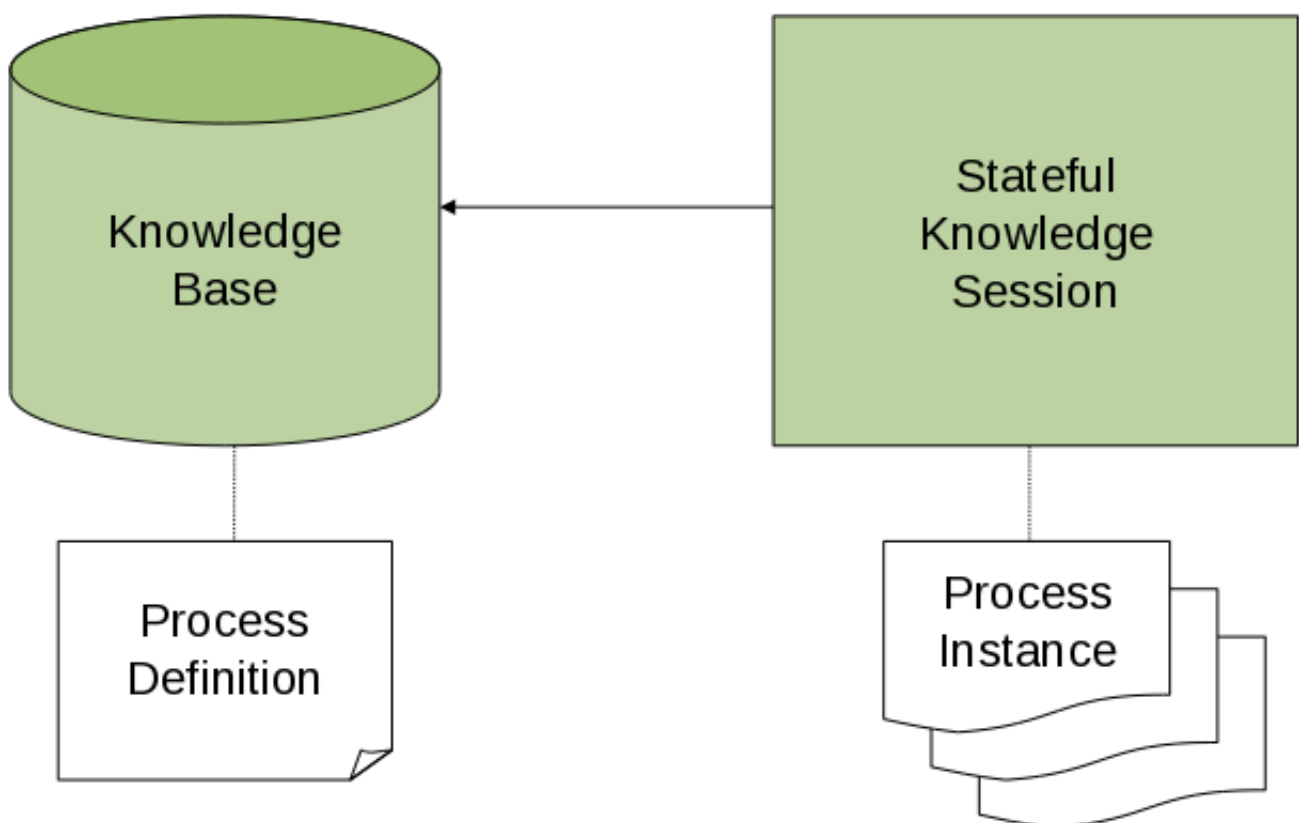 Knowledge
Base
Stateful
Knowledge
Session
Process
Definition
Process
Instance